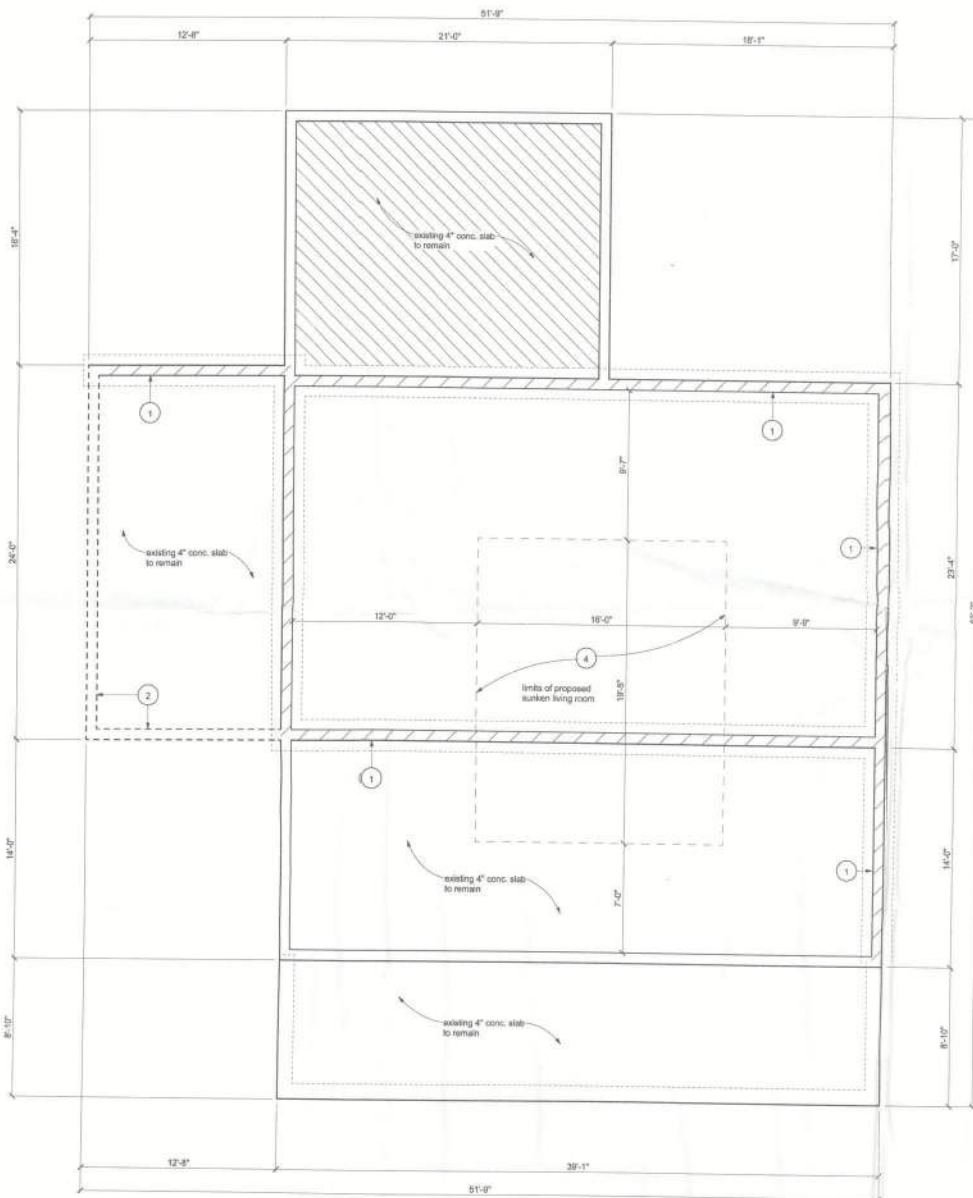 51'-9"
12'-8"
21'-0"
18'-1"
16'-4"
17'-0"
existing 4" conc. slab
to remain
1
1
9'-7"
24'-0"
existing 4" conc. slab
to remain
1
23'-4"
12'-0"
16'-0"
9'-9"
4
limits of proposed
sunken living room
19'-5"
2
1
14'-0"
existing 4" conc. slab
to remain
1
14'-0"
7'-0"
8'-10"
existing 4" conc. slab
to remain
8'-10"
12'-8"
39'-1"
51'-9"